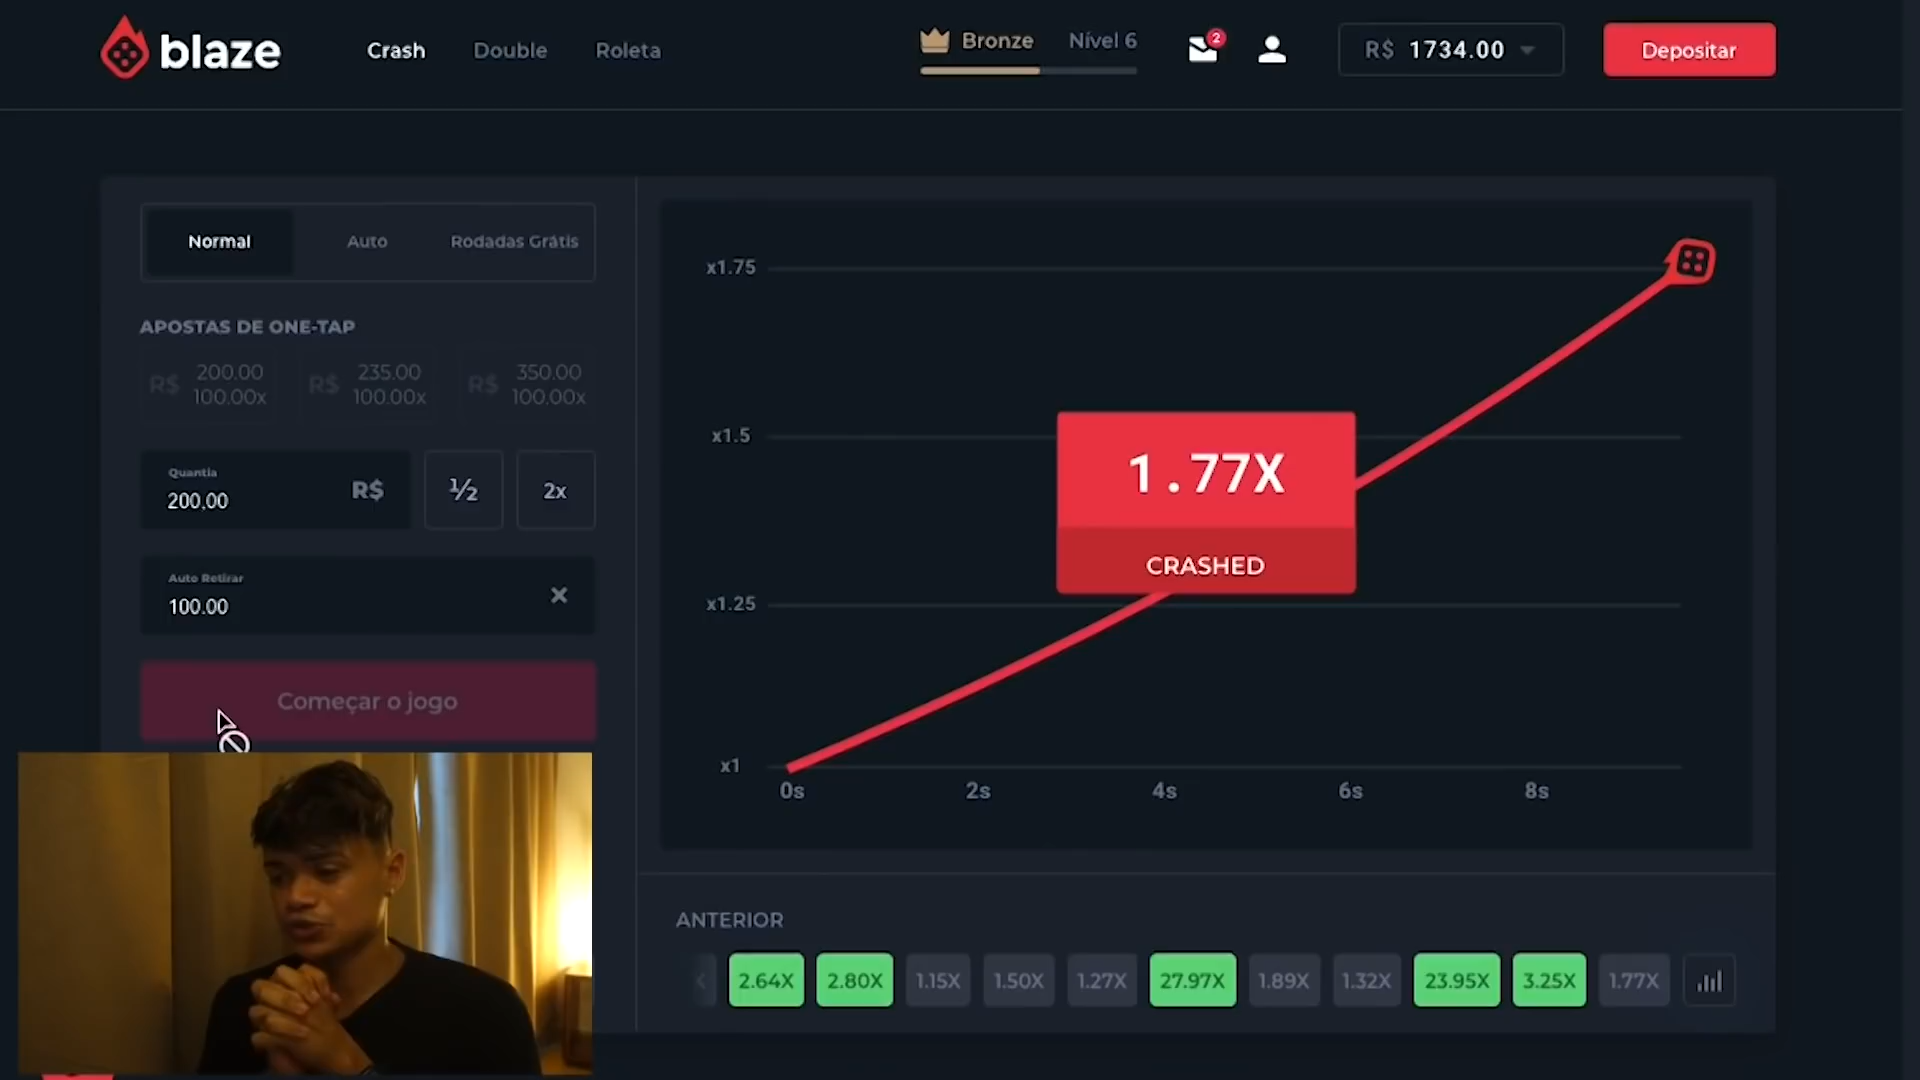 blaze
Crash
Double
Roleta
Bronze
Nível 6
2
R$ 1734.00
Depositar
Normal
Auto
Rodadas Grátis
APOSTAS DE ONE-TAP
R$ 200.00 100.00x
R$ 235.00 100.00x
R$ 350.00 100.00x
Quantia
200,00
R$
½
2x
Auto Retirar
100.00
Começar o jogo
x1.75
x1.5
x1.25
x1
0s
2s
4s
6s
8s
1.77X
CRASHED
ANTERIOR
2.64X
2.80X
1.15X
1.50X
1.27X
27.97X
1.89X
1.32X
23.95X
3.25X
1.77X